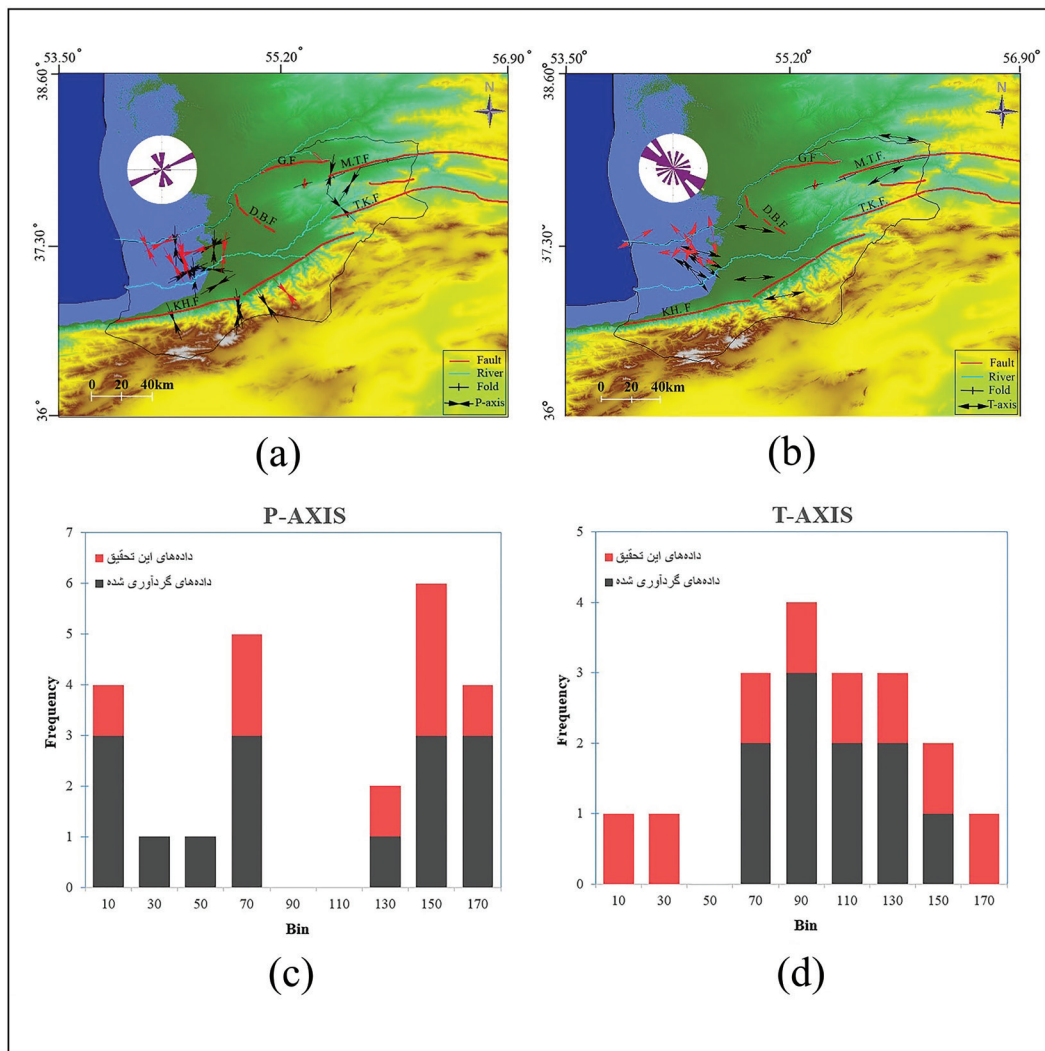 53.50°
55.20°
56.90°
38.60°
37.30°
36°
N
G.F
M.T.F.
D.B.F.
T.K.F.
KH.F
0 20 40km
Fault
River
Fold
P-axis
(a)
53.50°
55.20°
56.90°
38.60°
37.30°
36°
N
G.F
M.T.F.
D.B.F.
T.K.F.
KH. F
0 20 40km
Fault
River
Fold
T-axis
(b)
P-AXIS
داده‌های این تحقیق
داده‌های گردآوری شده
Frequency
7
6
5
4
3
2
1
0
10 30 50 70 90 110 130 150 170
Bin
(c)
T-AXIS
داده‌های این تحقیق
داده‌های گردآوری شده
Frequency
5
4
3
2
1
0
10 30 50 70 90 110 130 150 170
Bin
(d)